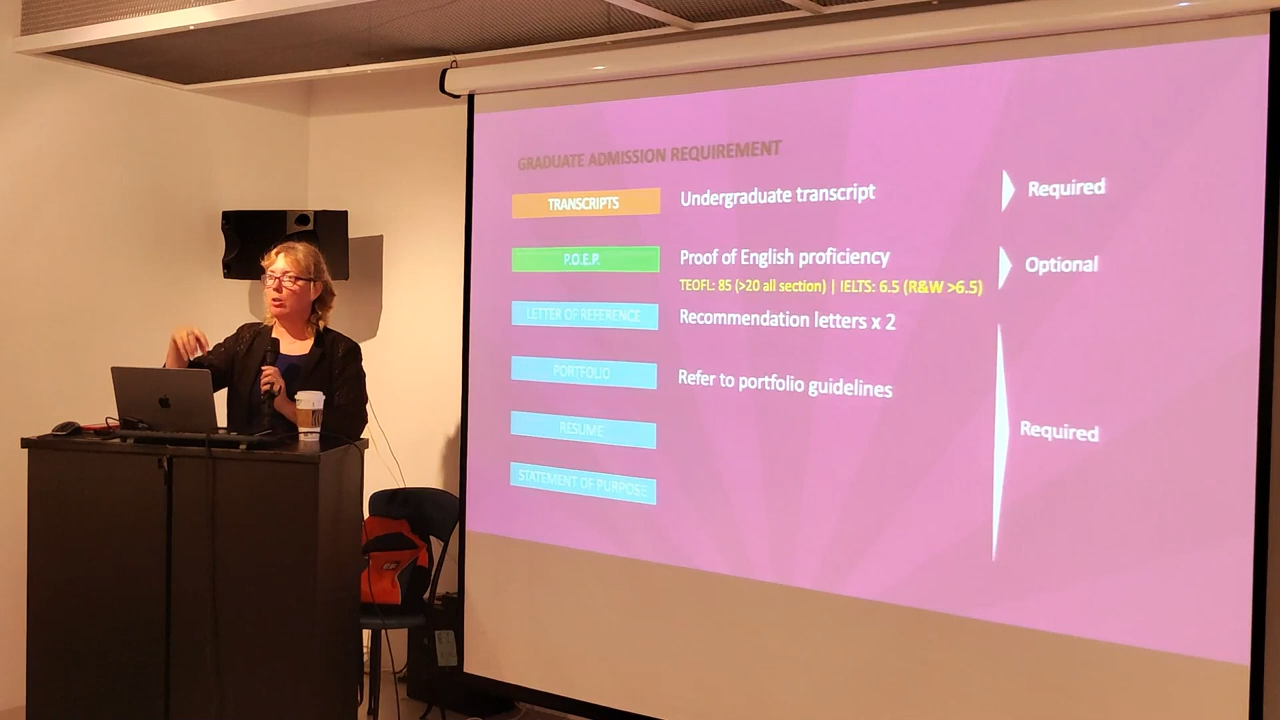 GRADUATE ADMISSION REQUIREMENT
TRANSCRIPTS Undergraduate transcript Required
P.O.E.P. Proof of English proficiency Optional
TEOFL: 85 (>20 all section) | IELTS: 6.5 (R&W >6.5)
LETTER OF REFERENCE Recommendation letters x 2
PORTFOLIO Refer to portfolio guidelines
RESUME Required
STATEMENT OF PURPOSE
EF